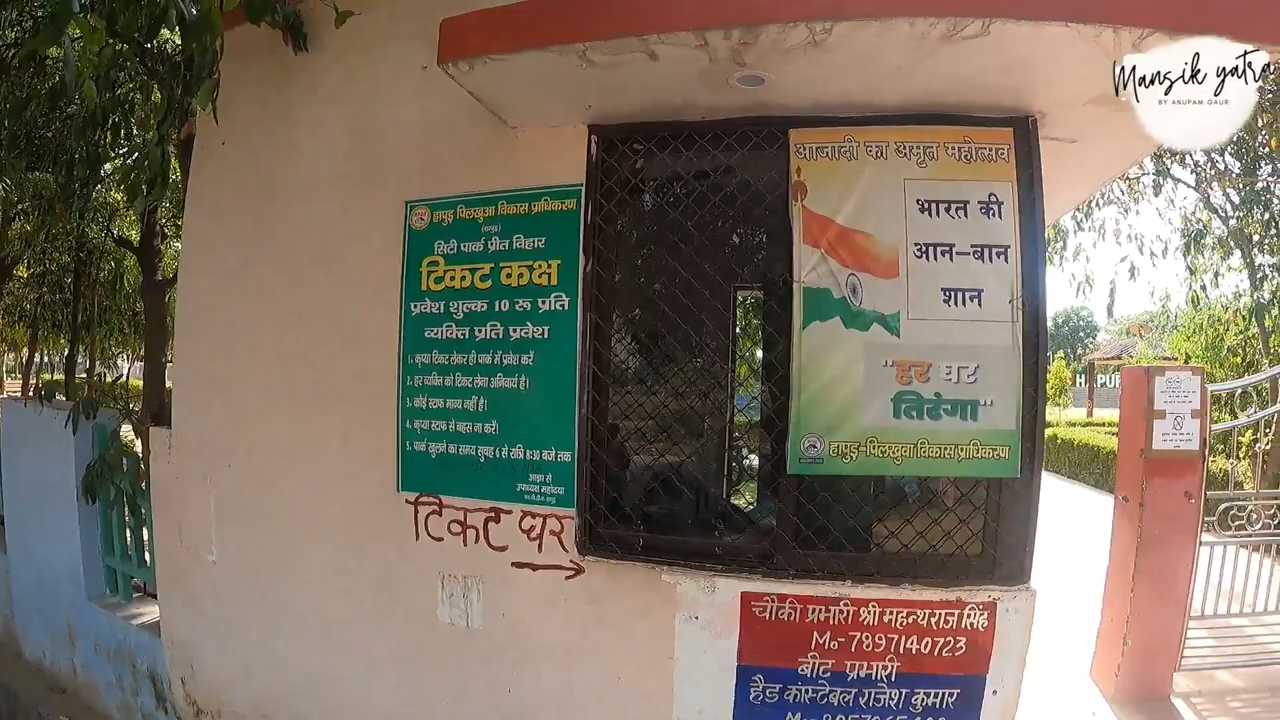 Mansik yatra
BY ANUPAM GAUR
हापुड़ पिलखुआ विकास प्राधिकरण
(हापुड़)
सिटी पार्क प्रीत विहार
टिकट कक्ष
प्रवेश शुल्क 10 रू प्रति
व्यक्ति प्रति प्रवेश
1. कृप्या टिकट लेकर ही पार्क में प्रवेश करें
2. हर व्यक्ति को टिकट लेना अनिवार्य है।
3. कोई स्टाफ मान्य नहीं है।
4. कृप्या स्टाफ से बहस ना करें।
5. पार्क खुलने का समय सुबह 6 से रात्रि 8:30 बजे तक
आज्ञा से
उपाध्यक्ष महोदया
टिकट घर
आजादी का अमृत महोत्सव
भारत की
आन-बान
शान
"हर घर
तिरंगा"
हापुड़-पिलखुवा विकास प्राधिकरण
चौकी प्रभारी श्री महन्थ राज सिंह
Mo-7897140723
बीट प्रभारी
हैड कांस्टेबल राजेश कुमार